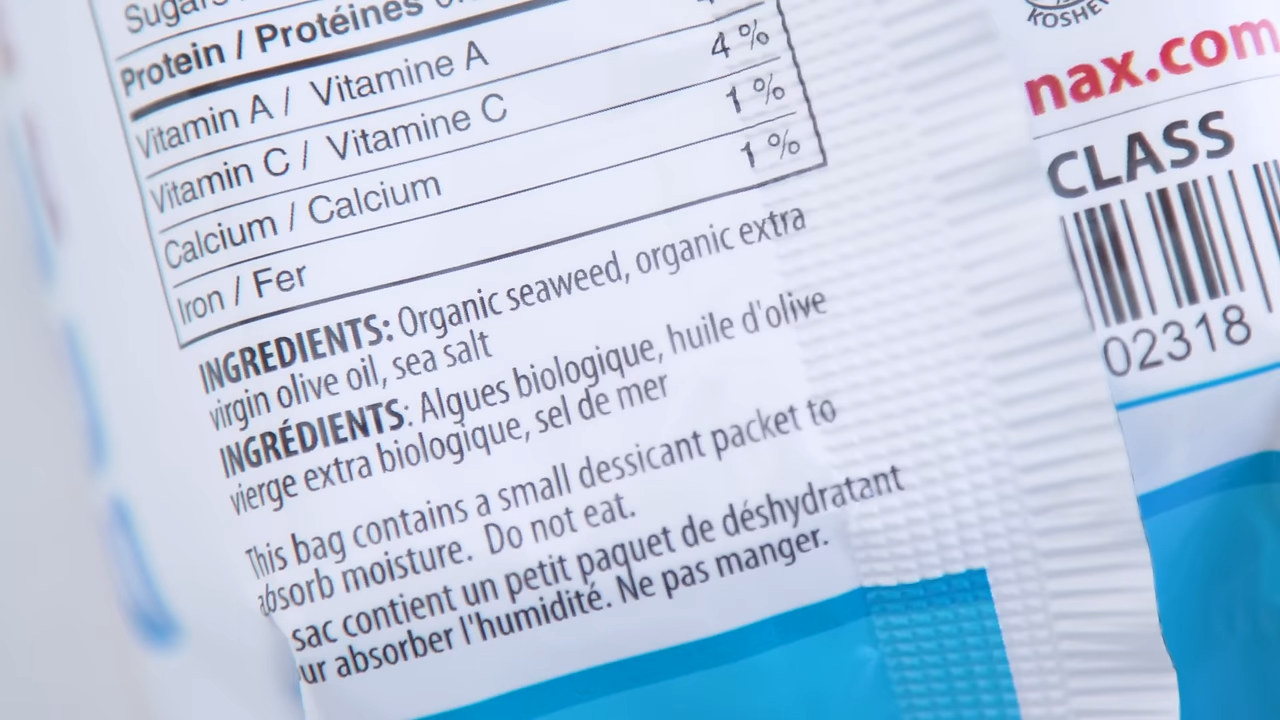 Sugars
Protein / Protéines
Vitamin A / Vitamine A 4 %
Vitamin C / Vitamine C 1 %
Calcium / Calcium 1 %
Iron / Fer
INGREDIENTS: Organic seaweed, organic extra
virgin olive oil, sea salt
INGRÉDIENTS: Algues biologique, huile d'olive
vierge extra biologique, sel de mer
This bag contains a small dessicant packet to
absorb moisture. Do not eat.
sac contient un petit paquet de déshydratant
ur absorber l'humidité. Ne pas manger.
KOSHER
nax.com
CLASS
02318